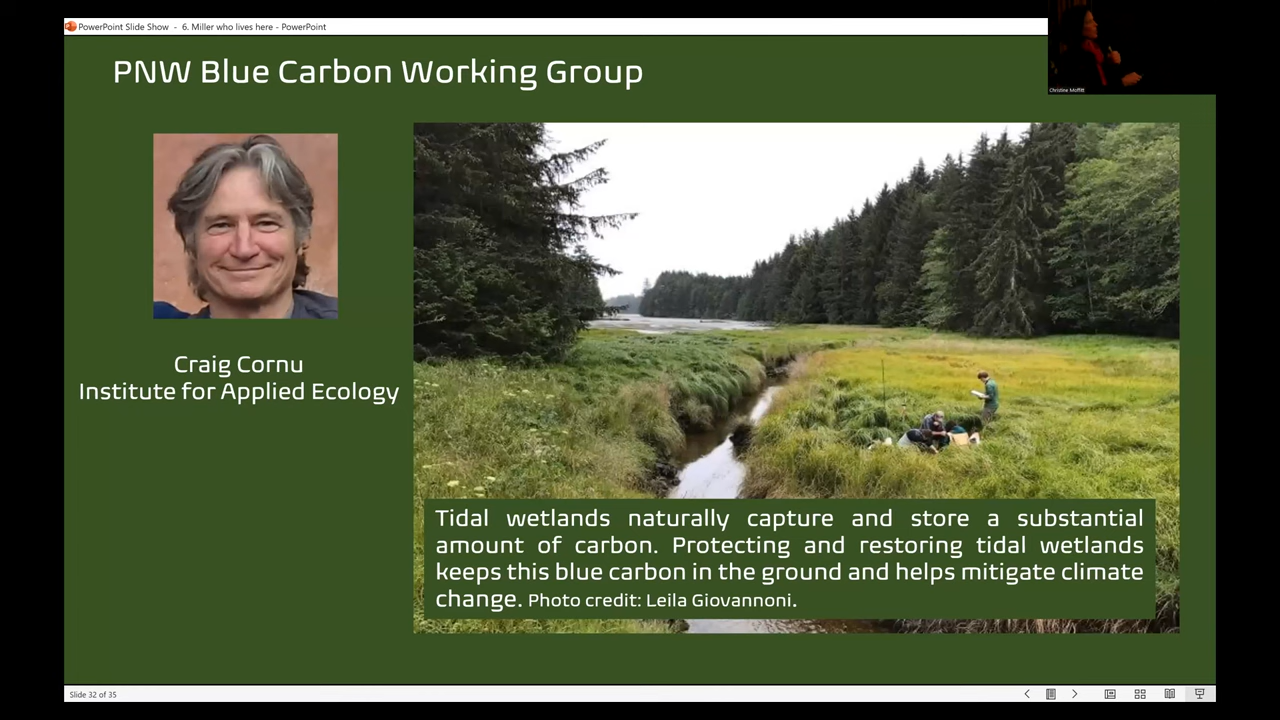 PowerPoint Slide Show - 6. Miller who lives here - PowerPoint
PNW Blue Carbon Working Group
Christine Moffitt
Craig Cornu
Institute for Applied Ecology
Tidal wetlands naturally capture and store a substantial
amount of carbon. Protecting and restoring tidal wetlands
keeps this blue carbon in the ground and helps mitigate climate
change. Photo credit: Leila Giovannoni.
Slide 32 of 35